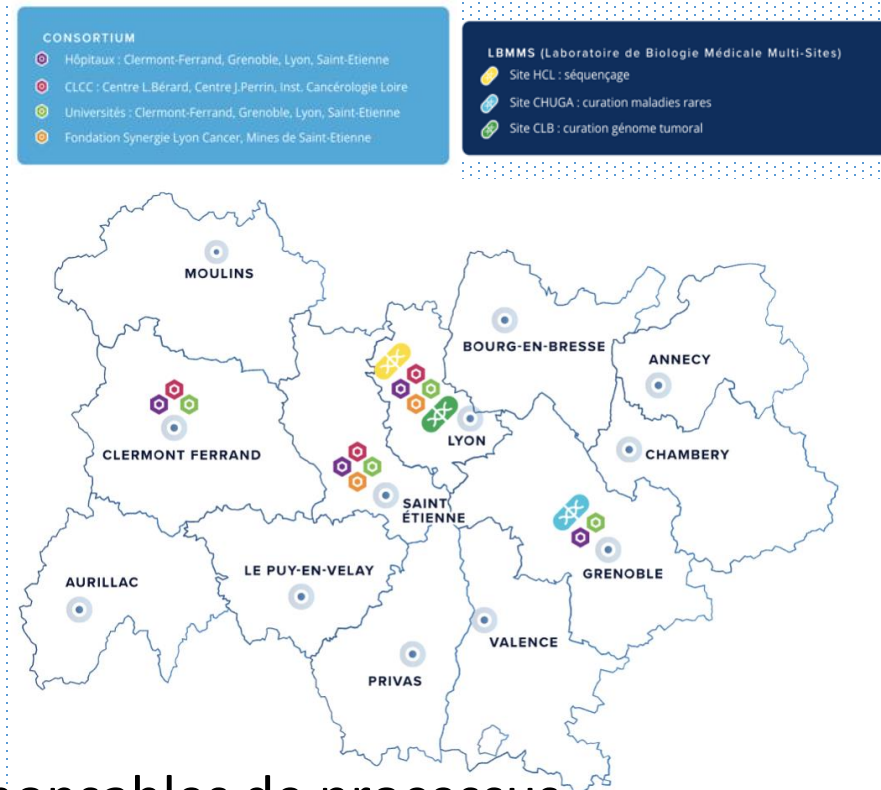 CONSORTIUM
Hôpitaux : Clermont-Ferrand, Grenoble, Lyon, Saint-Etienne
CLCC : Centre L.Bérard, Centre J.Perrin, Inst. Cancérologie Loire
Universités : Clermont-Ferrand, Grenoble, Lyon, Saint-Etienne
Fondation Synergie Lyon Cancer, Mines de Saint-Etienne
LBMMS (Laboratoire de Biologie Médicale Multi-Sites)
Site HCL : séquençage
Site CHUGA : curation maladies rares
Site CLB : curation génome tumoral
MOULINS
BOURG-EN-BRESSE
ANNECY
LYON
CLERMONT FERRAND
CHAMBERY
SAINT
ÉTIENNE
LE PUY-EN-VELAY
GRENOBLE
AURILLAC
VALENCE
PRIVAS
de processus